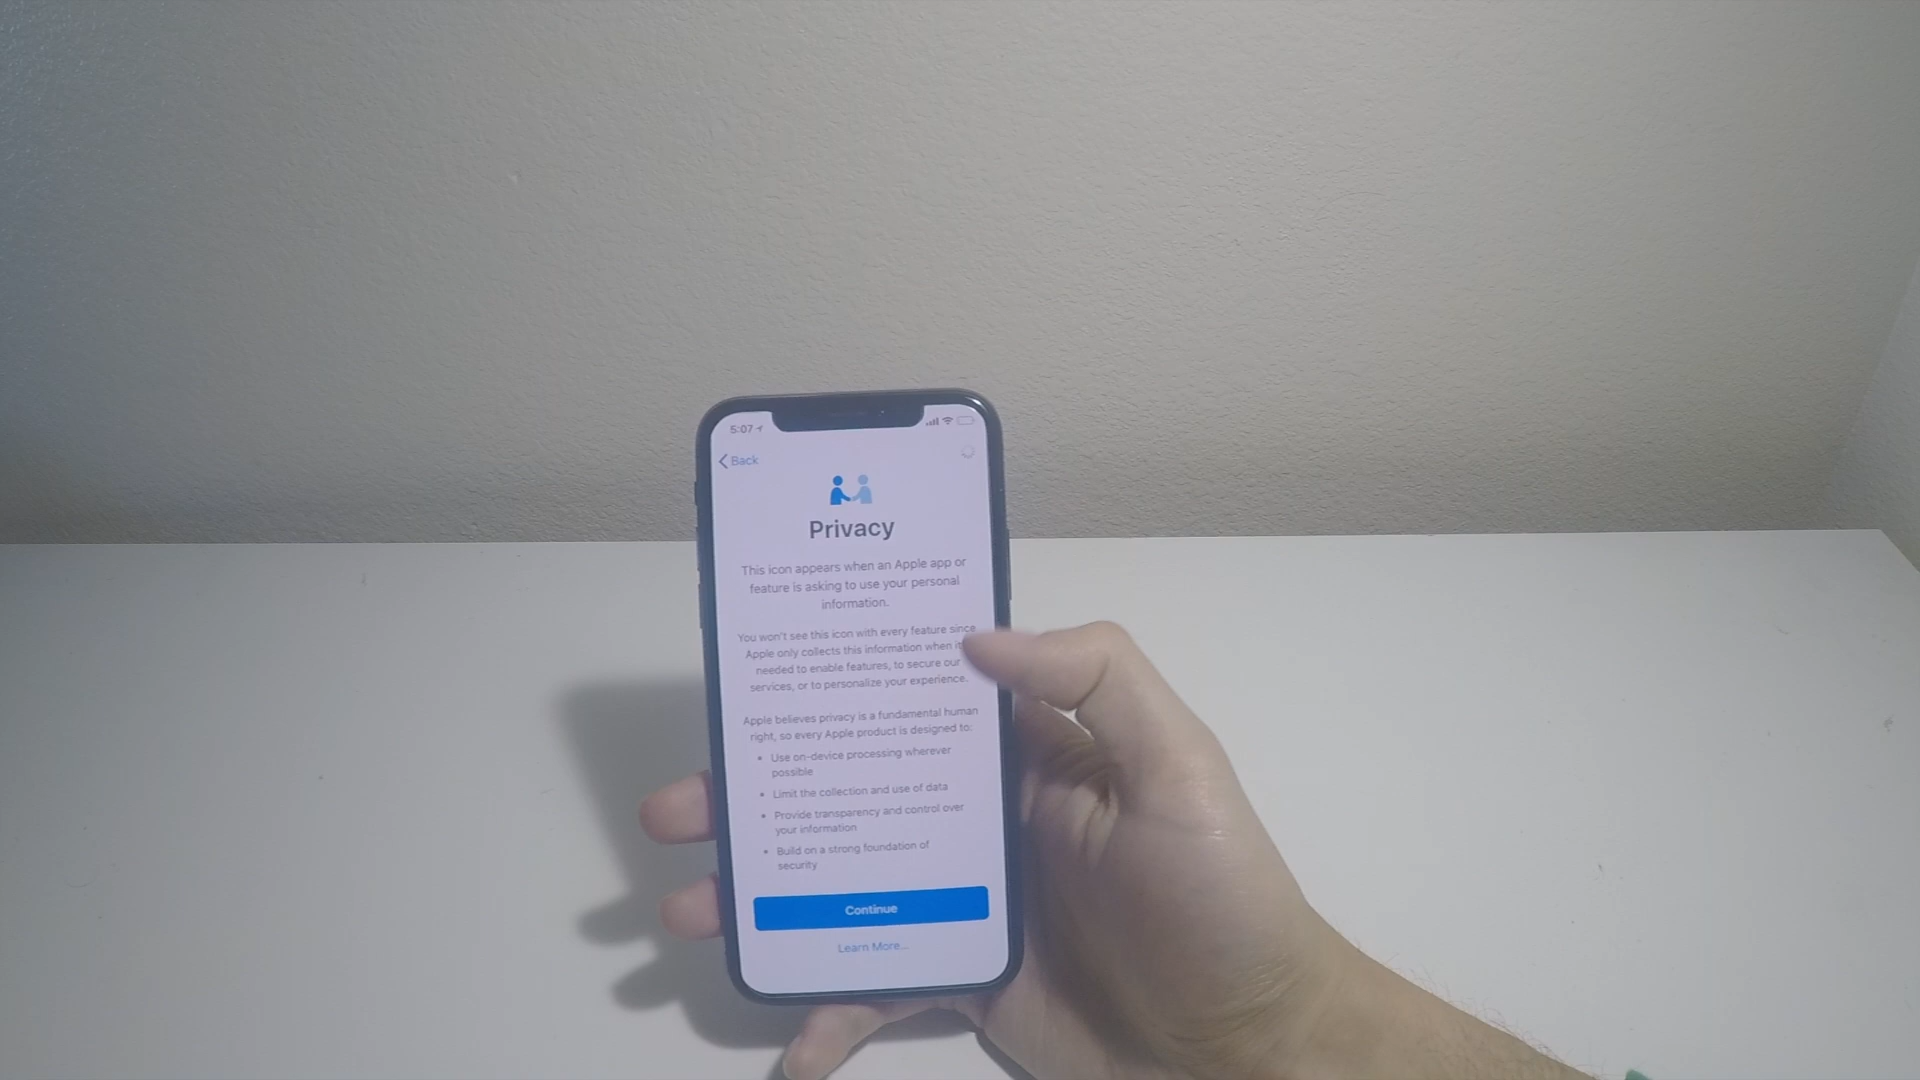 5:07
Back
Privacy
This icon appears when an Apple app or
feature is asking to use your personal
information.
You won't see this icon with every feature since
Apple only collects this information when
needed to enable features, to secure our
services, or to personalize your experience.
Apple believes privacy is a fundamental human
right, so every Apple product is designed to:
• Use on-device processing wherever
possible
• Limit the collection and use of data
• Provide transparency and control over
your information
• Build on a strong foundation of
security
Continue
Learn More...